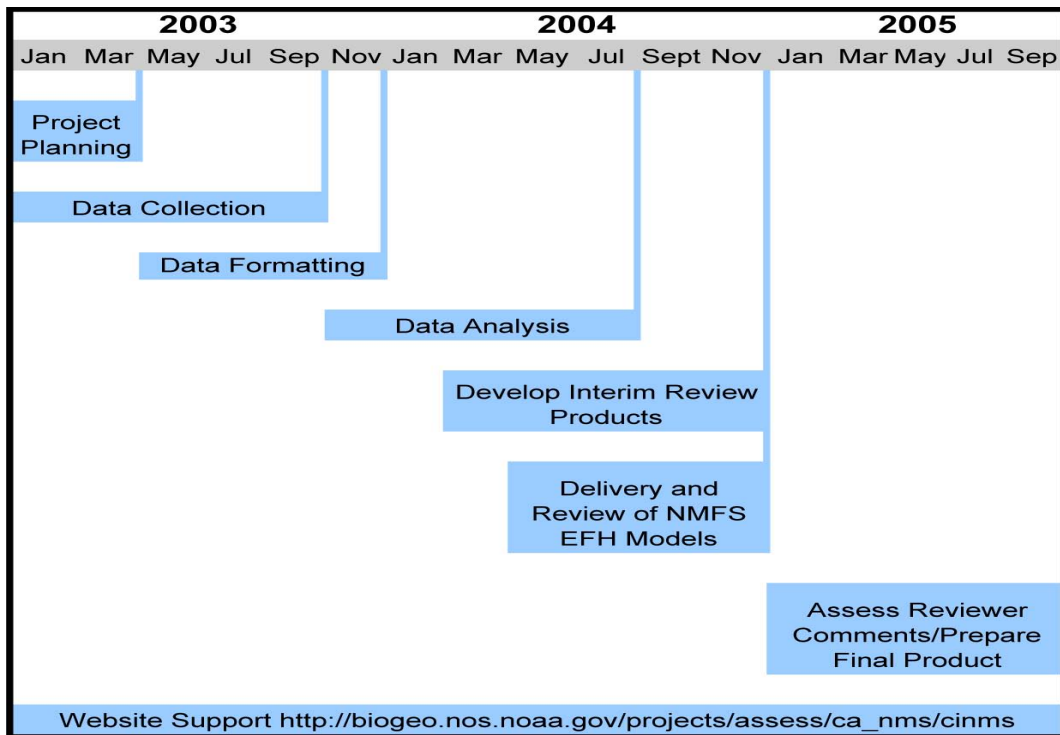 2003 2004 2005
Jan Mar May Jul Sep Nov Jan Mar May Jul Sept Nov Jan Mar May Jul Sep
Project
Planning
Data Collection
Data Formatting
Data Analysis
Develop Interim Review
Products
Delivery and
Review of NMFS
EFH Models
Assess Reviewer
Comments/Prepare
Final Product
Website Support http://biogeo.nos.noaa.gov/projects/assess/ca_nms/cinms